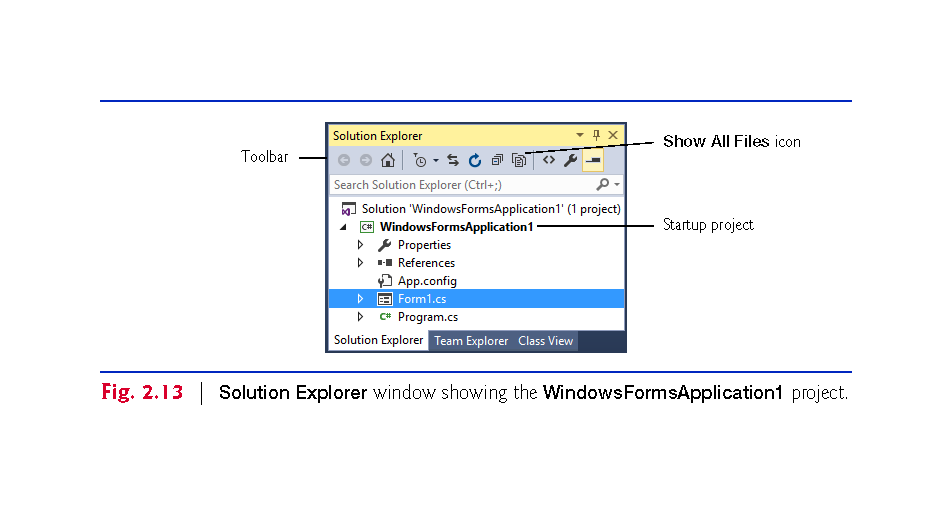 Solution Explorer
Toolbar
Show All Files icon
Search Solution Explorer (Ctrl+;)
Solution 'WindowsFormsApplication1' (1 project)
C# WindowsFormsApplication1
Startup project
Properties
References
App.config
Form1.cs
C# Program.cs
Solution Explorer Team Explorer Class View
Fig. 2.13 | Solution Explorer window showing the WindowsFormsApplication1 project.